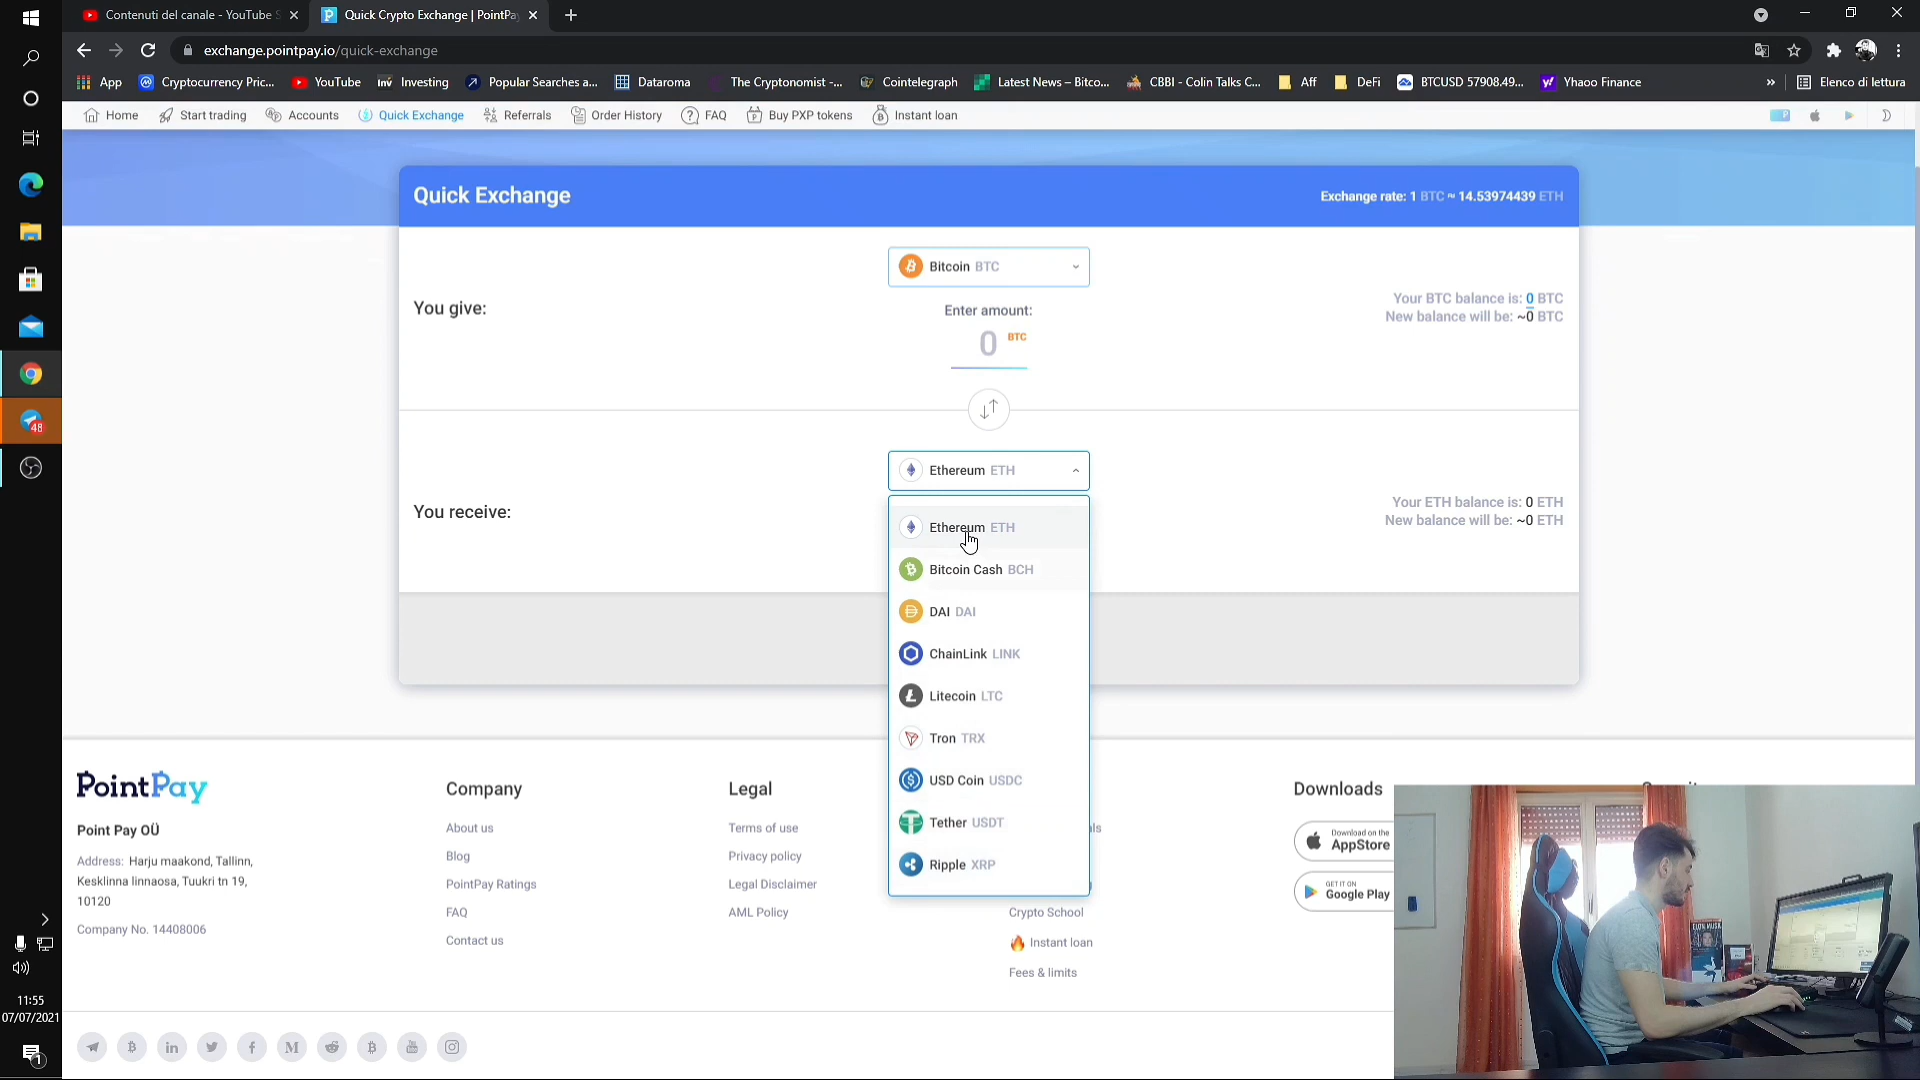 Contenuti del canale - YouTube S
Quick Crypto Exchange | PointPa
exchange.pointpay.io/quick-exchange
App
Cryptocurrency Pric...
YouTube
Investing
Popular Searches a...
Dataroma
The Cryptonomist -...
Cointelegraph
Latest News – Bitco...
CBBI - Colin Talks C...
Aff
DeFi
BTCUSD 57908.49...
Yhaoo Finance
»
Elenco di lettura
Home
Start trading
Accounts
Quick Exchange
Referrals
Order History
FAQ
Buy PXP tokens
Instant loan
Quick Exchange
Exchange rate: 1 BTC ~ 14.53974439 ETH
Bitcoin BTC
You give:
Enter amount:
0 BTC
Your BTC balance is: 0 BTC
New balance will be: ~0 BTC
Ethereum ETH
You receive:
Your ETH balance is: 0 ETH
New balance will be: ~0 ETH
Ethereum ETH
Bitcoin Cash BCH
DAI DAI
ChainLink LINK
Litecoin LTC
Tron TRX
USD Coin USDC
Tether USDT
Ripple XRP
PointPay
Point Pay OÜ
Address: Harju maakond, Tallinn,
Kesklinna linnaosa, Tuukri tn 19,
10120
Company No. 14408006
Company
About us
Blog
PointPay Ratings
FAQ
Contact us
Legal
Terms of use
Privacy policy
Legal Disclaimer
AML Policy
Crypto School
Instant loan
Fees & limits
Downloads
Download on the
AppStore
GET IT ON
Google Play
ELON MUSK
48
11:55
07/07/2021
1